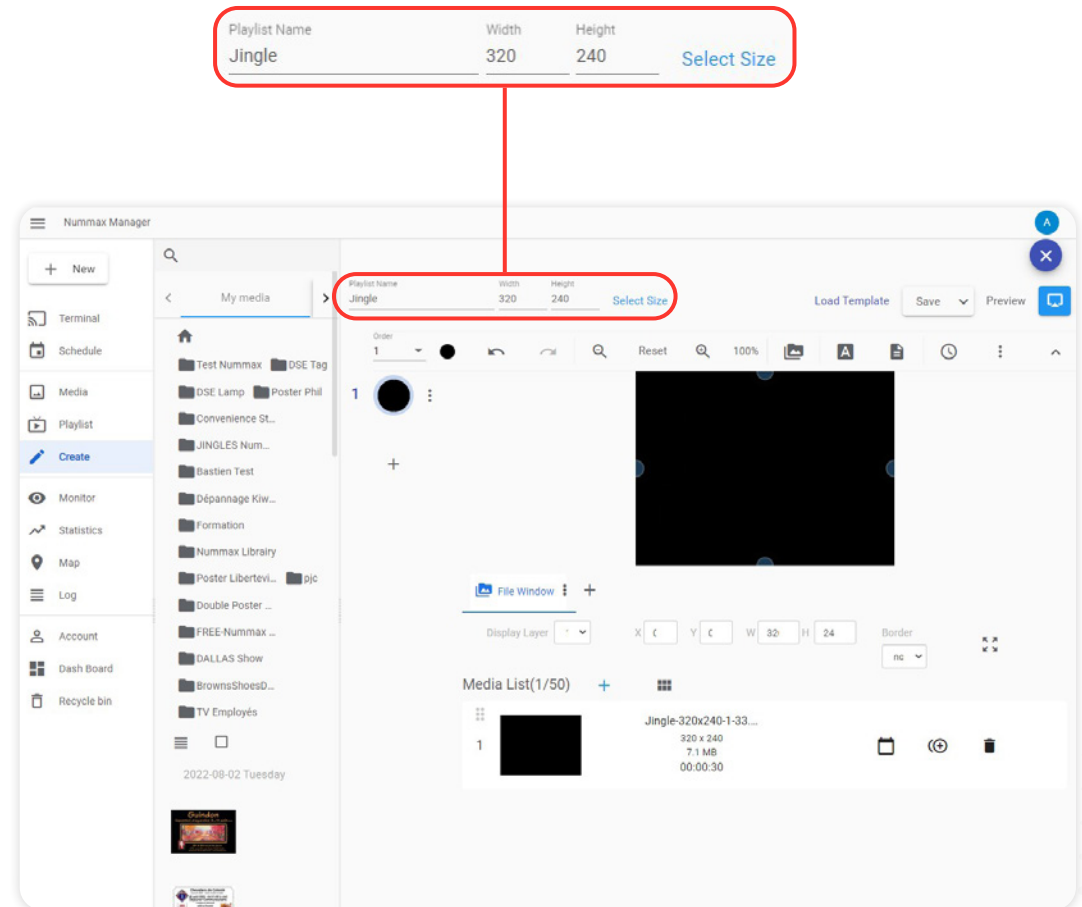 Playlist Name Width Height
Jingle 320 240 Select Size
Nummax Manager A
+ New
My media
Playlist Name Width Height
Jingle 320 240 Select Size
Load Template Save Preview
Terminal
Schedule
Media
Playlist
Create
Monitor
Statistics
Map
Log
Account
Dash Board
Recycle bin
Test Nummax DSE Tag
DSE Lamp Poster Phil
Convenience St...
JINGLES Num...
Bastien Test
Dépannage Kiw...
Formation
Nummax Librairy
Poster Libertevi... pjc
Double Poster ...
FREE-Nummax ...
DALLAS Show
BrownsShoesD...
TV Employés
2022-08-02 Tuesday
Guindon
Order
1 Reset 100% A
1
File Window
Display Layer X Y W 32 H 24 Border
no
Media List(1/50)
1
Jingle-320x240-1-33....
320 x 240
7.1 MB
00:00:30